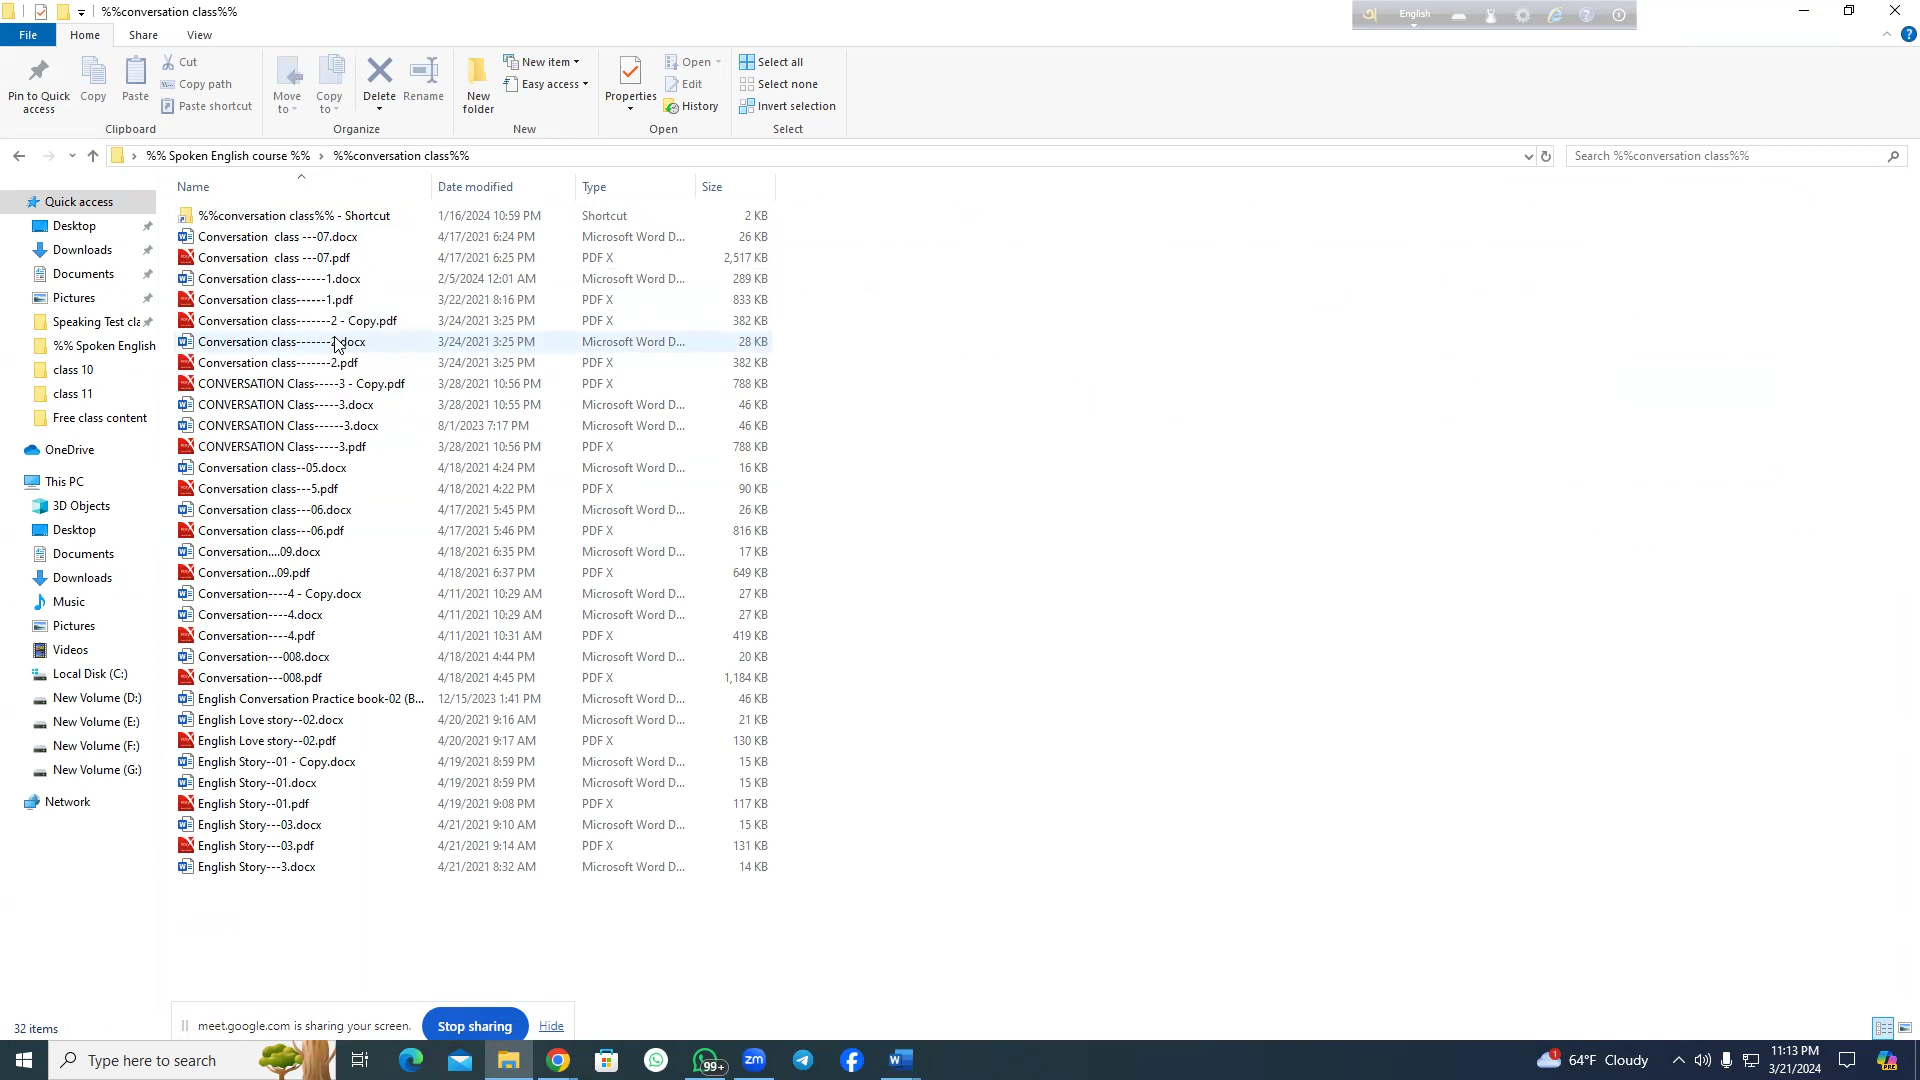 %%conversation class%%
English
File Home Share View
Pin to Quick access
Copy
Paste
Cut
Copy path
Paste shortcut
Clipboard
Move to
Copy to
Delete
Rename
Organize
New folder
New item
Easy access
New
Properties
Open
Edit
History
Open
Select all
Select none
Invert selection
Select
%% Spoken English course %% › %%conversation class%%
Search %%conversation class%%
Quick access
Desktop
Downloads
Documents
Pictures
Speaking Test cla
%% Spoken English
class 10
class 11
Free class content
OneDrive
This PC
3D Objects
Desktop
Documents
Downloads
Music
Pictures
Videos
Local Disk (C:)
New Volume (D:)
New Volume (E:)
New Volume (F:)
New Volume (G:)
Network
Name Date modified Type Size
%%conversation class%% - Shortcut 1/16/2024 10:59 PM Shortcut 2 KB
Conversation  class ---07.docx 4/17/2021 6:24 PM Microsoft Word D... 26 KB
Conversation  class ---07.pdf 4/17/2021 6:25 PM PDF X 2,517 KB
Conversation class------1.docx 2/5/2024 12:01 AM Microsoft Word D... 289 KB
Conversation class------1.pdf 3/22/2021 8:16 PM PDF X 833 KB
Conversation class-------2 - Copy.pdf 3/24/2021 3:25 PM PDF X 382 KB
Conversation class-------2.docx 3/24/2021 3:25 PM Microsoft Word D... 28 KB
Conversation class-------2.pdf 3/24/2021 3:25 PM PDF X 382 KB
CONVERSATION Class-----3 - Copy.pdf 3/28/2021 10:56 PM PDF X 788 KB
CONVERSATION Class-----3.docx 3/28/2021 10:55 PM Microsoft Word D... 46 KB
CONVERSATION Class------3.docx 8/1/2023 7:17 PM Microsoft Word D... 46 KB
CONVERSATION Class-----3.pdf 3/28/2021 10:56 PM PDF X 788 KB
Conversation class--05.docx 4/18/2021 4:24 PM Microsoft Word D... 16 KB
Conversation class---5.pdf 4/18/2021 4:22 PM PDF X 90 KB
Conversation class---06.docx 4/17/2021 5:45 PM Microsoft Word D... 26 KB
Conversation class---06.pdf 4/17/2021 5:46 PM PDF X 816 KB
Conversation....09.docx 4/18/2021 6:35 PM Microsoft Word D... 17 KB
Conversation...09.pdf 4/18/2021 6:37 PM PDF X 649 KB
Conversation----4 - Copy.docx 4/11/2021 10:29 AM Microsoft Word D... 27 KB
Conversation----4.docx 4/11/2021 10:29 AM Microsoft Word D... 27 KB
Conversation----4.pdf 4/11/2021 10:31 AM PDF X 419 KB
Conversation---008.docx 4/18/2021 4:44 PM Microsoft Word D... 20 KB
Conversation---008.pdf 4/18/2021 4:45 PM PDF X 1,184 KB
English Conversation Practice book-02 (B... 12/15/2023 1:41 PM Microsoft Word D... 46 KB
English Love story--02.docx 4/20/2021 9:16 AM Microsoft Word D... 21 KB
English Love story--02.pdf 4/20/2021 9:17 AM PDF X 130 KB
English Story--01 - Copy.docx 4/19/2021 8:59 PM Microsoft Word D... 15 KB
English Story--01.docx 4/19/2021 8:59 PM Microsoft Word D... 15 KB
English Story--01.pdf 4/19/2021 9:08 PM PDF X 117 KB
English Story---03.docx 4/21/2021 9:10 AM Microsoft Word D... 15 KB
English Story---03.pdf 4/21/2021 9:14 AM PDF X 131 KB
English Story---3.docx 4/21/2021 8:32 AM Microsoft Word D... 14 KB
meet.google.com is sharing your screen. Stop sharing Hide
32 items
Type here to search
99+
zm
64°F Cloudy
11:13 PM
3/21/2024